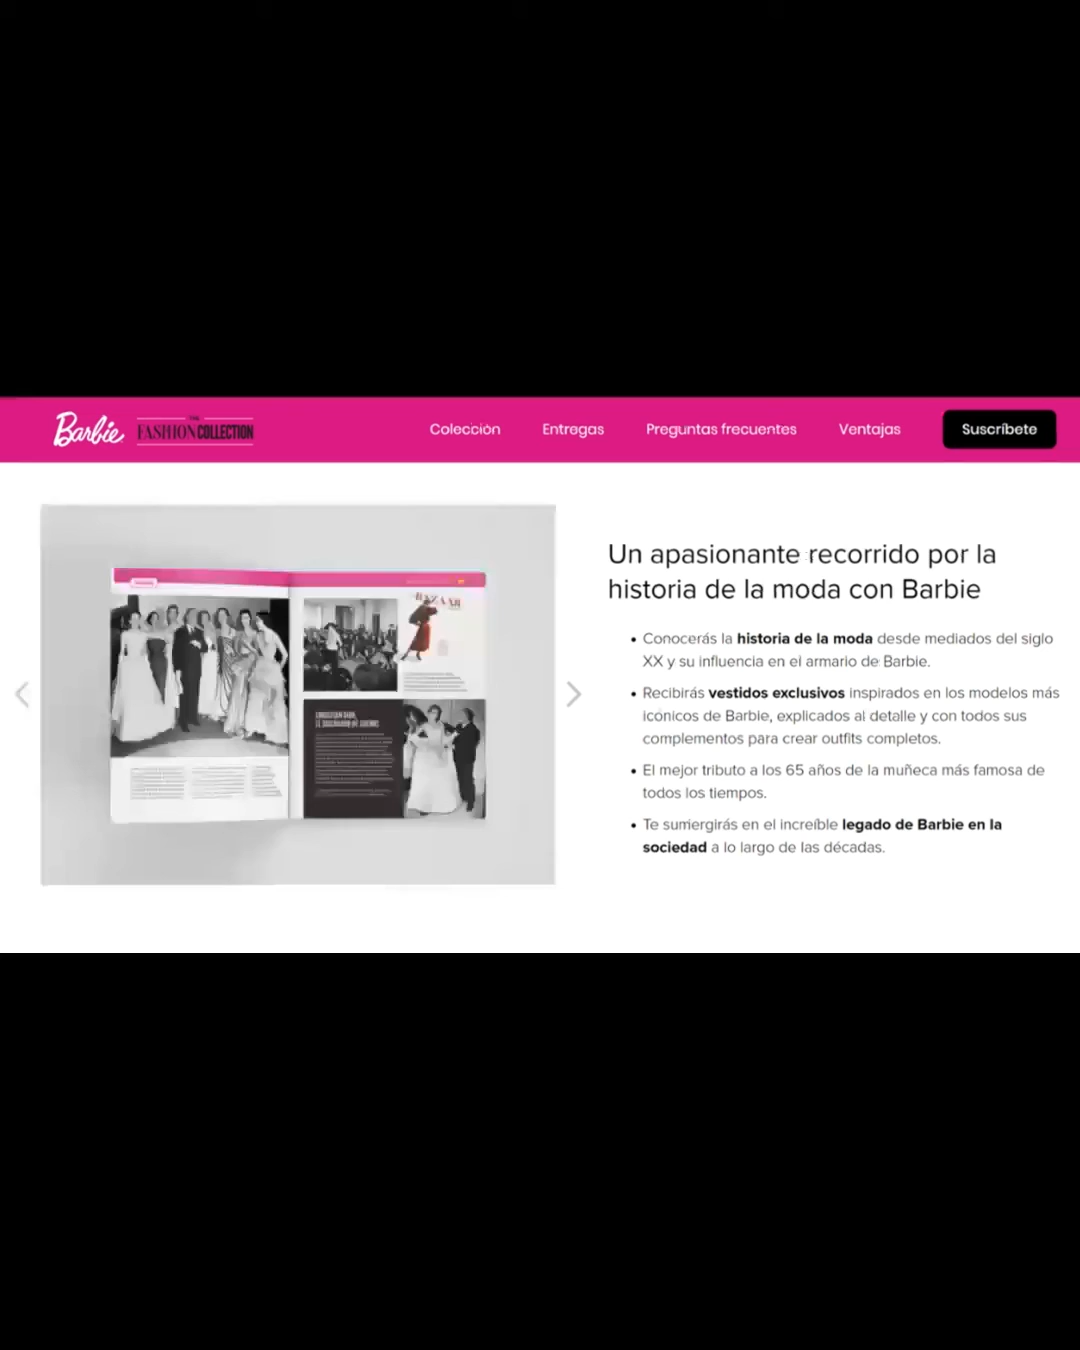 Barbie
THE
FASHION COLLECTION
Colección
Entregas
Preguntas frecuentes
Ventajas
Suscríbete
BAZAAR
Un apasionante recorrido por la
historia de la moda con Barbie
• Conocerás la historia de la moda desde mediados del siglo
XX y su influencia en el armario de Barbie.
• Recibirás vestidos exclusivos inspirados en los modelos más
icónicos de Barbie, explicados al detalle y con todos sus
complementos para crear outfits completos.
• El mejor tributo a los 65 años de la muñeca más famosa de
todos los tiempos.
• Te sumergirás en el increíble legado de Barbie en la
sociedad a lo largo de las décadas.